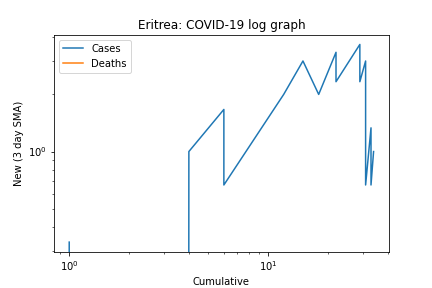 Eritrea: COVID-19 log graph
Cases
Deaths
New (3 day SMA)
10⁰
10⁰
10¹
Cumulative